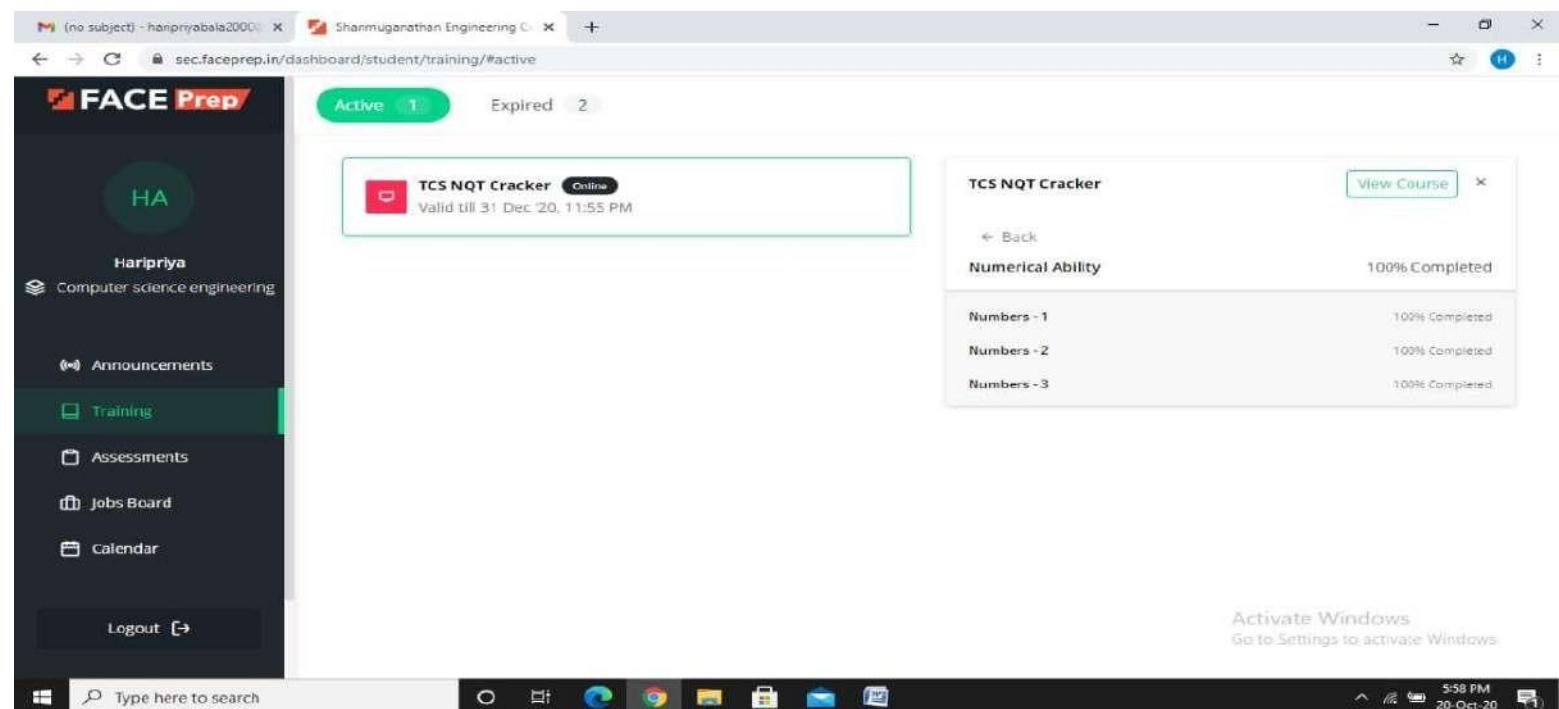 (no subject) - haripriyabala2000
Shanmuganathan Engineering C
sec.faceprep.in/dashboard/student/training/#active
H
FACE Prep
Active 1
Expired 2
HA
Haripriya
Computer science engineering
Announcements
Training
Assessments
Jobs Board
Calendar
Logout
TCS NQT Cracker Online
Valid till 31 Dec '20, 11:55 PM
TCS NQT Cracker
View Course
← Back
Numerical Ability 100% Completed
Numbers - 1 100% Completed
Numbers - 2 100% Completed
Numbers - 3 100% Completed
Activate Windows
Go to Settings to activate Windows.
Type here to search
5:58 PM
20-Oct-20